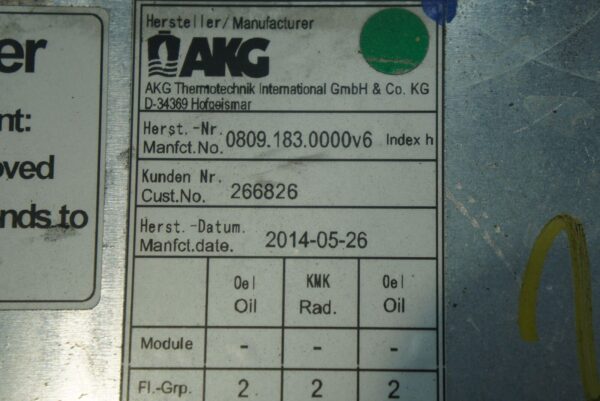 er
nt:
oved
nds to
Hersteller/Manufacturer
AKG
AKG Thermotechnik International GmbH & Co. KG
D-34369 Hofgeismar
Herst.-Nr.
Manfct.No. 0809.183.0000v6 Index h
Kunden Nr.
Cust.No. 266826
Herst.-Datum.
Manfct.date. 2014-05-26
Oel KMK Oel
Oil Rad. Oil
Module - - -
Fl.-Grp. 2 2 2